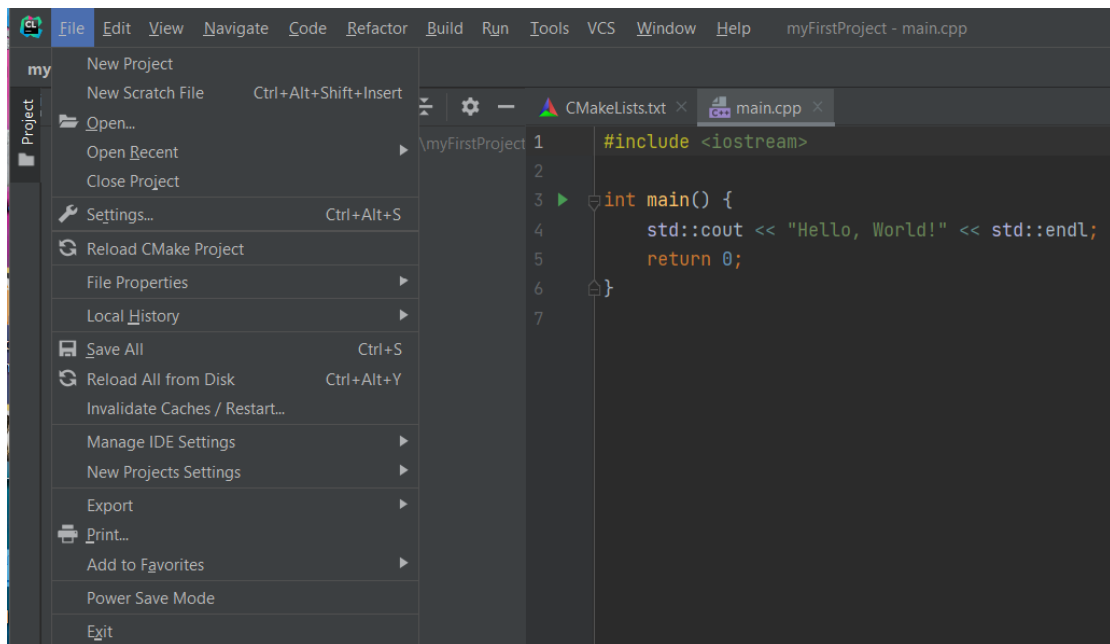 CL File Edit View Navigate Code Refactor Build Run Tools VCS Window Help myFirstProject - main.cpp
my
Project
New Project
New Scratch File Ctrl+Alt+Shift+Insert
Open...
Open Recent
Close Project
Settings... Ctrl+Alt+S
Reload CMake Project
File Properties
Local History
Save All Ctrl+S
Reload All from Disk Ctrl+Alt+Y
Invalidate Caches / Restart...
Manage IDE Settings
New Projects Settings
Export
Print...
Add to Favorites
Power Save Mode
Exit
\myFirstProject
CMakeLists.txt C++ main.cpp
1 #include <iostream>
2
3 int main() {
4 std::cout << "Hello, World!" << std::endl;
5 return 0;
6 }
7